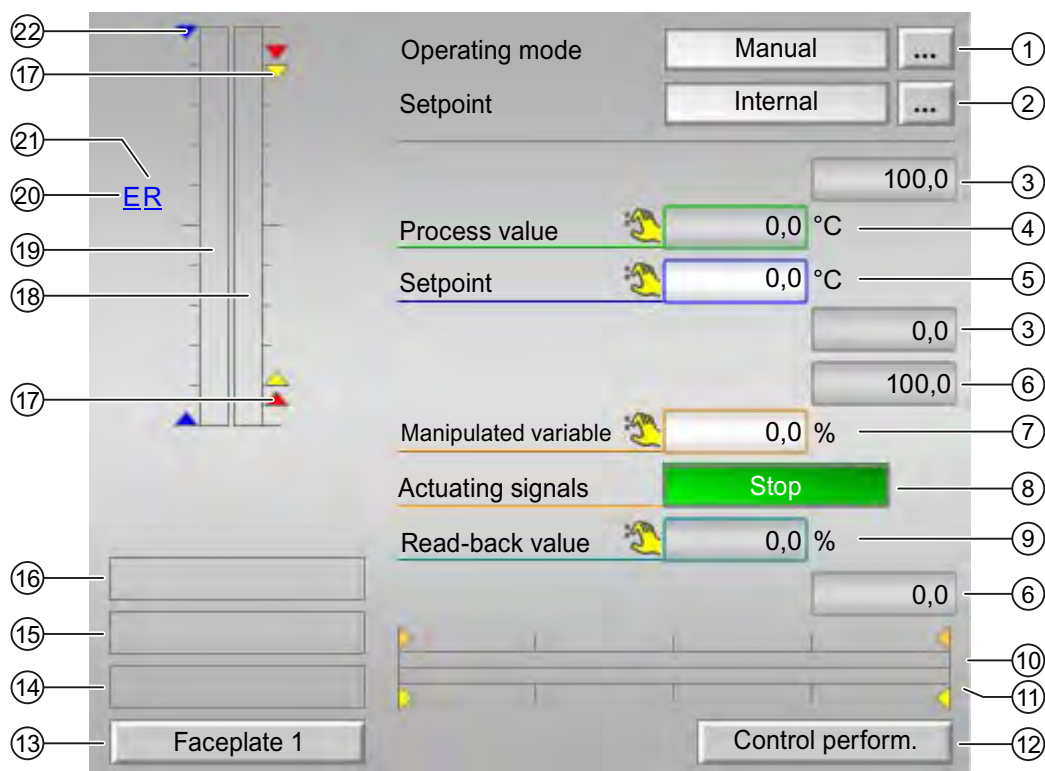 22 Operating mode Manual ... 1
17 Setpoint Internal ... 2
21
20 E R 100,0 3
Process value 0,0 °C 4
19
Setpoint 0,0 °C 5
18
0,0 3
100,0 6
17
Manipulated variable 0,0 % 7
Actuating signals Stop 8
Read-back value 0,0 % 9
16 0,0 6
15
10
14 11
13 Faceplate 1 Control perform. 12